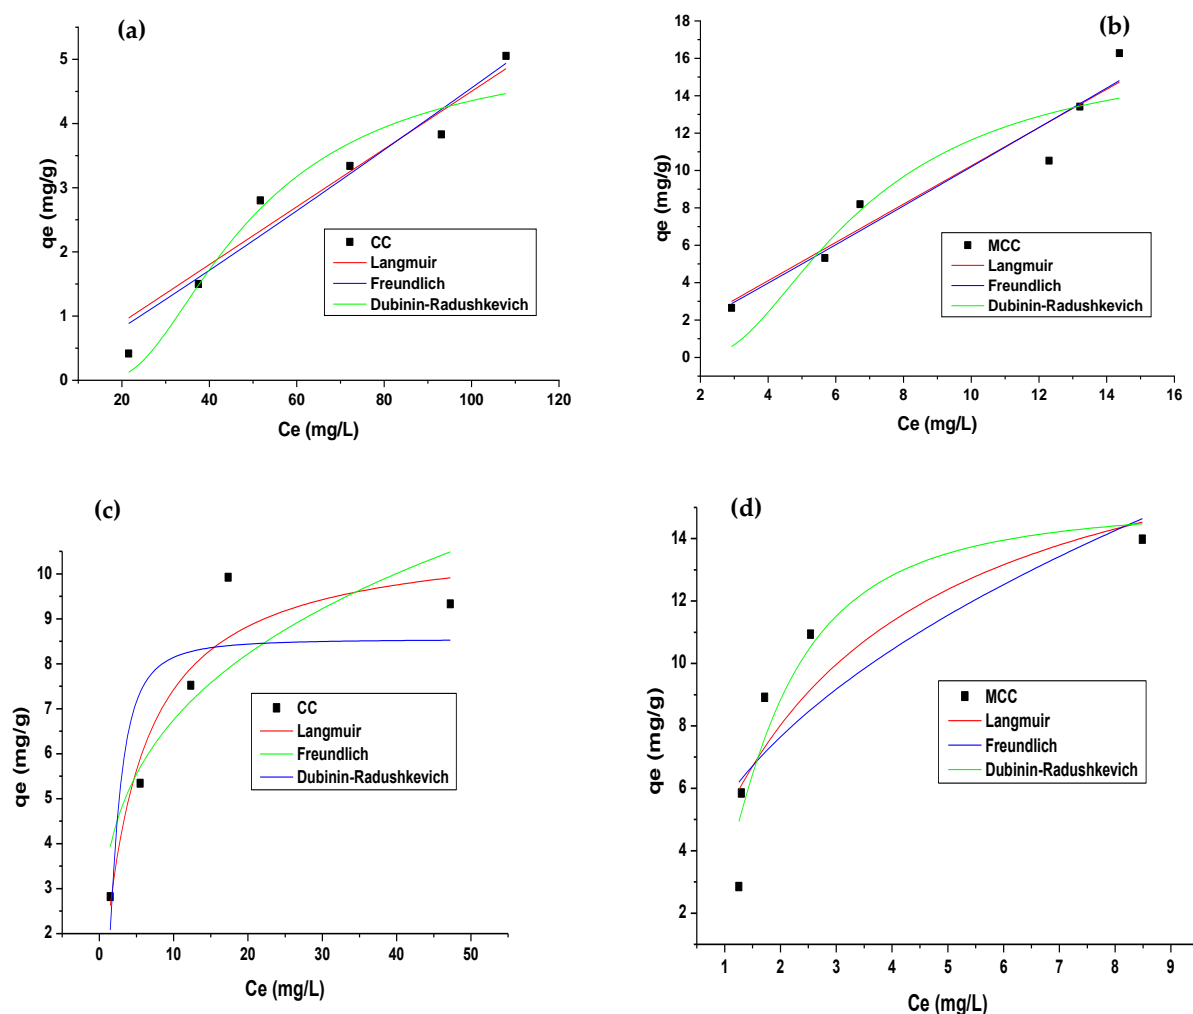 (a)
5
4
3
2
1
0
qe (mg/g)
CC
Langmuir
Freundlich
Dubinin-Radushkevich
20 40 60 80 100 120
Ce (mg/L)
(b)
18
16
14
12
10
8
6
4
2
0
qe (mg/g)
MCC
Langmuir
Freundlich
Dubinin-Radushkevich
2 4 6 8 10 12 14 16
Ce (mg/L)
(c)
10
9
8
7
6
5
4
3
2
qe (mg/g)
CC
Langmuir
Freundlich
Dubinin-Radushkevich
0 10 20 30 40 50
Ce (mg/L)
(d)
14
12
10
8
6
4
2
qe (mg/g)
MCC
Langmuir
Freundlich
Dubinin-Radushkevich
1 2 3 4 5 6 7 8 9
Ce (mg/L)